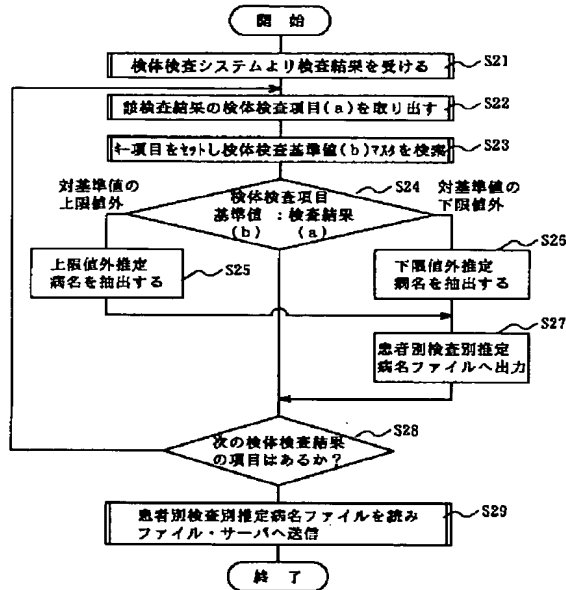 開始
検体検査システムより検査結果を受ける
S21
該検査結果の検体検査項目(a)を取り出す
S22
キー項目をセットし検体検査基準値(b)マスタを検索
S23
対基準値の
上限値外
検体検査項目
基準値:検査結果
(b) (a)
S24
対基準値の
下限値外
上限値外推定
病名を抽出する
S25
下限値外推定
病名を抽出する
S26
患者別検査別推定
病名ファイルへ出力
S27
次の検体検査結果
の項目はあるか?
S28
患者別検査別推定病名ファイルを読み
ファイル・サーバへ送信
S29
終了